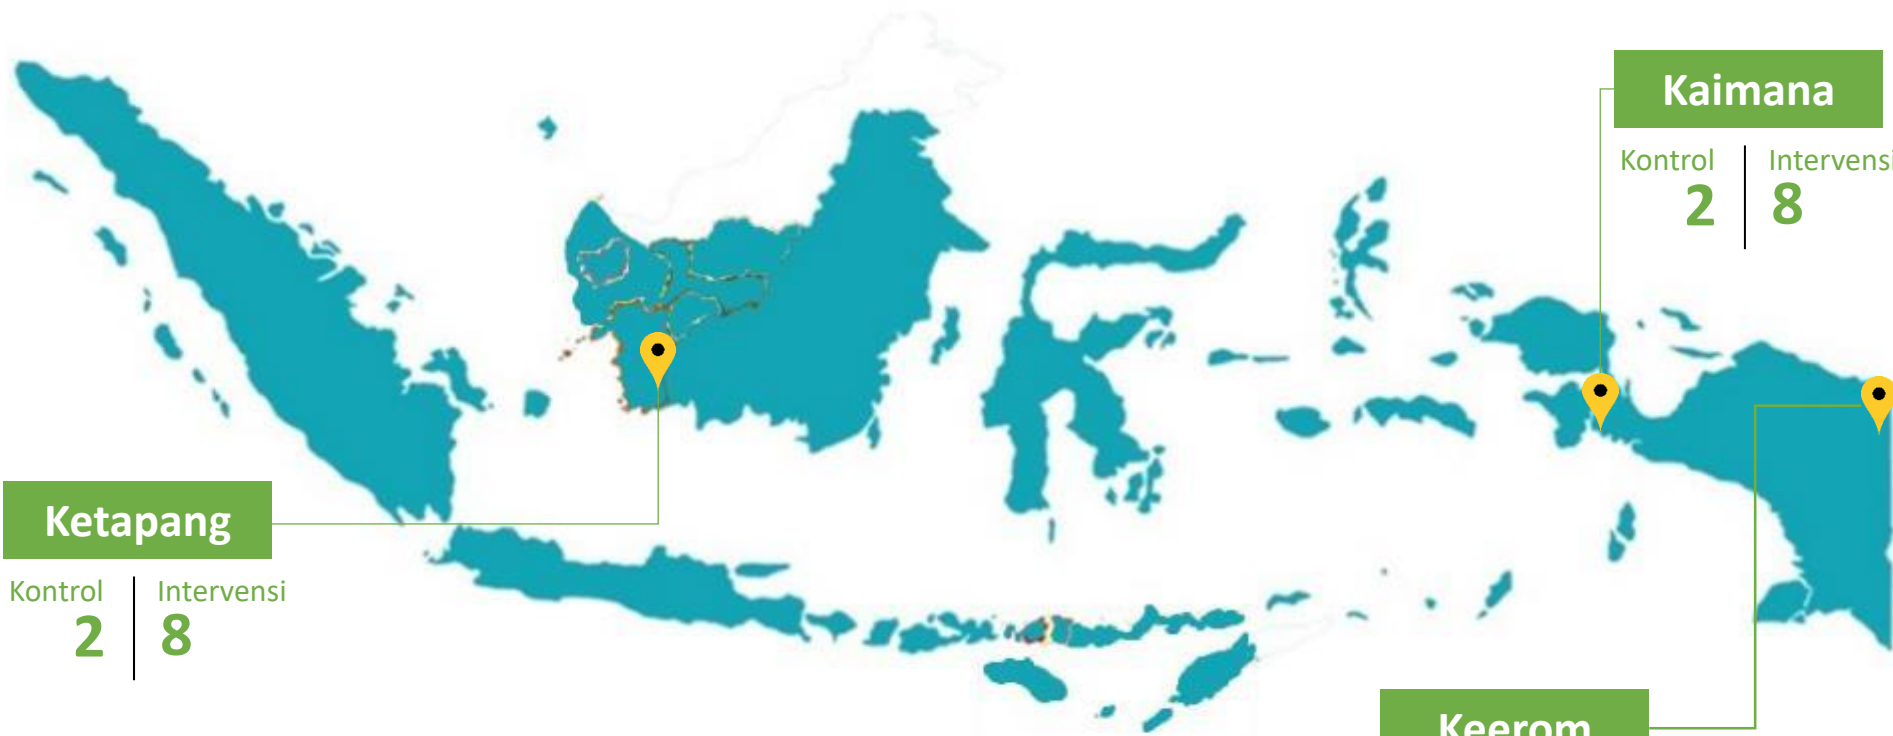 Kaimana
Kontrol Intervensi
2 8
Ketapang
Kontrol Intervensi
2 8
Keerom